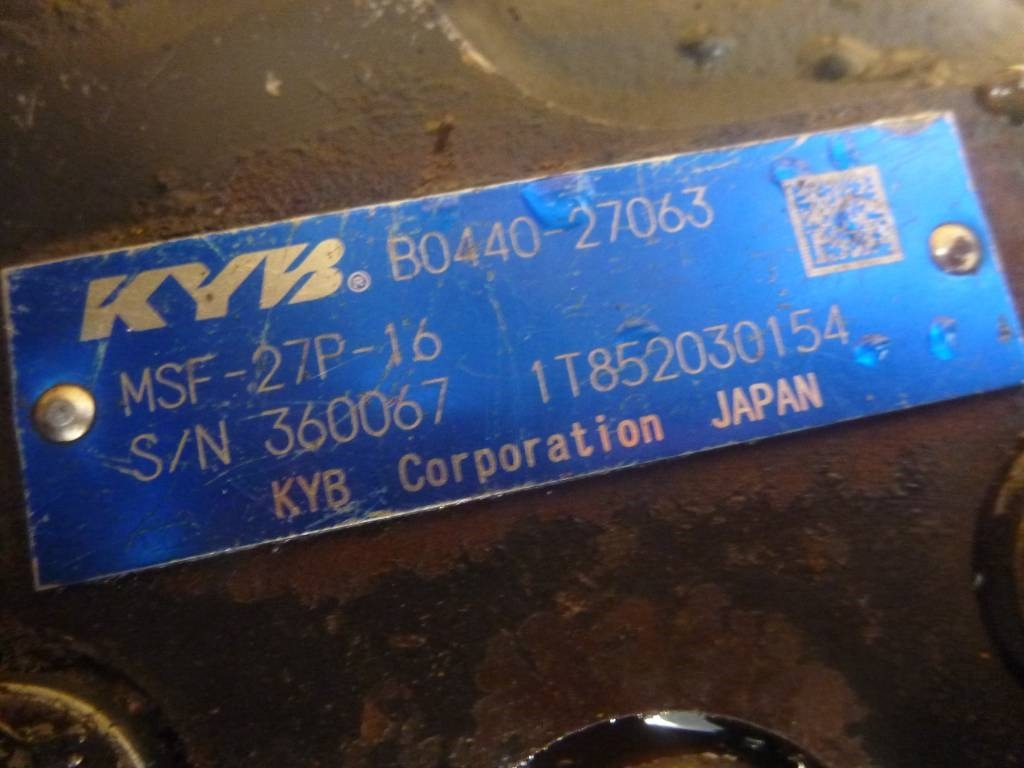 KYB® B0440-27063
MSF-27P-16
S/N 360067 1T852030154
KYB Corporation JAPAN